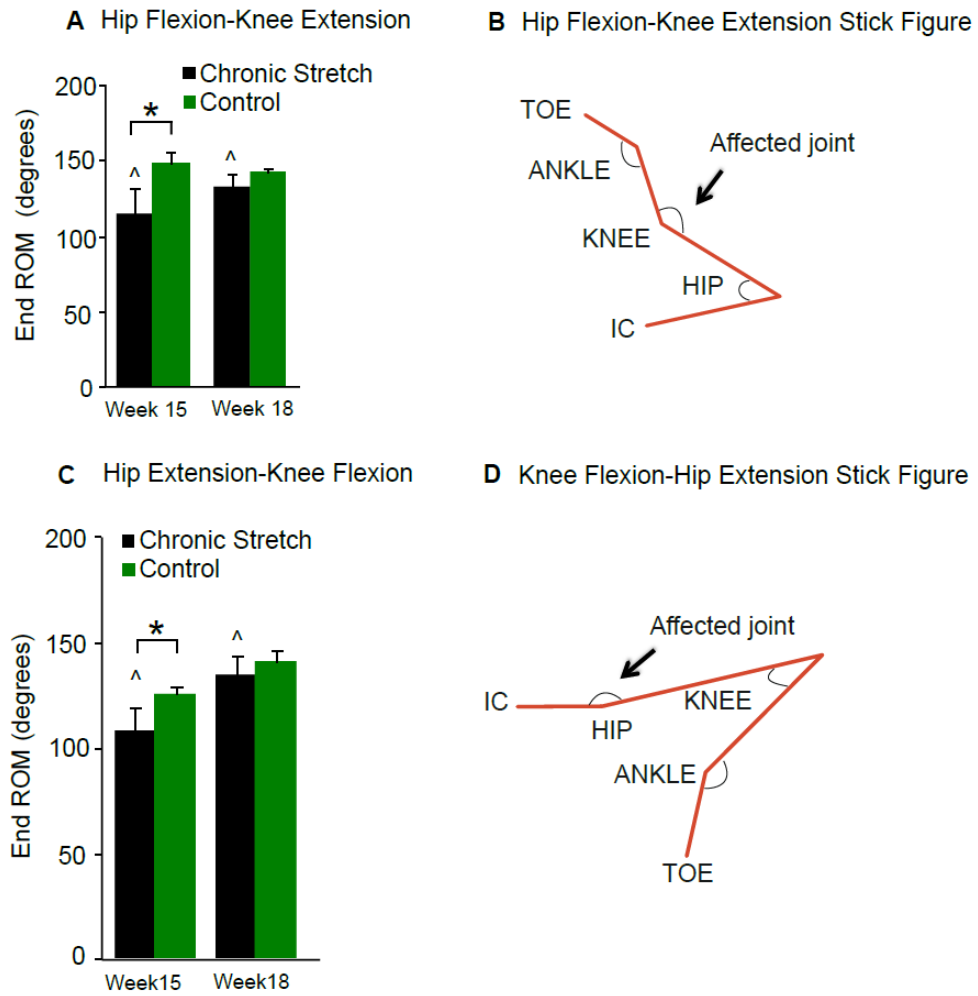 A Hip Flexion-Knee Extension
Chronic Stretch
Control
200
150
100
50
0
End ROM (degrees)
*
^
^
Week 15
Week 18
B Hip Flexion-Knee Extension Stick Figure
TOE
Affected joint
ANKLE
KNEE
HIP
IC
C Hip Extension-Knee Flexion
Chronic Stretch
Control
200
150
100
50
0
End ROM (degrees)
*
^
^
Week15
Week18
D Knee Flexion-Hip Extension Stick Figure
Affected joint
IC
KNEE
HIP
ANKLE
TOE